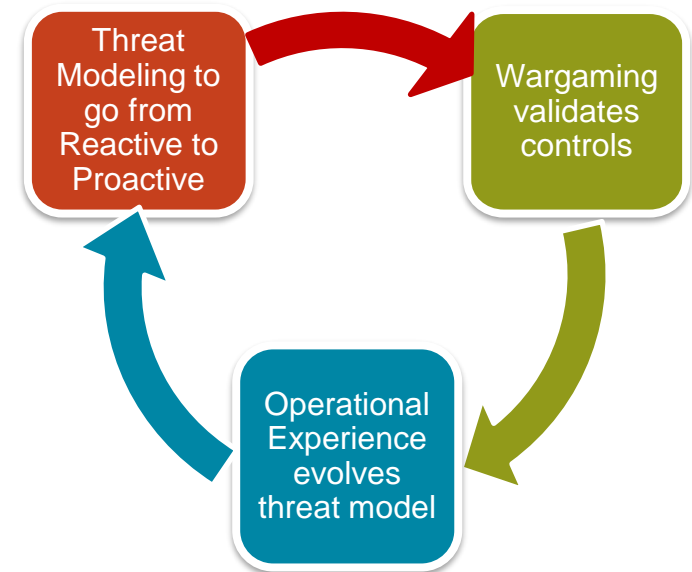 Threat
Modeling to
go from
Reactive to
Proactive
Wargaming
validates
controls
Operational
Experience
evolves
threat model